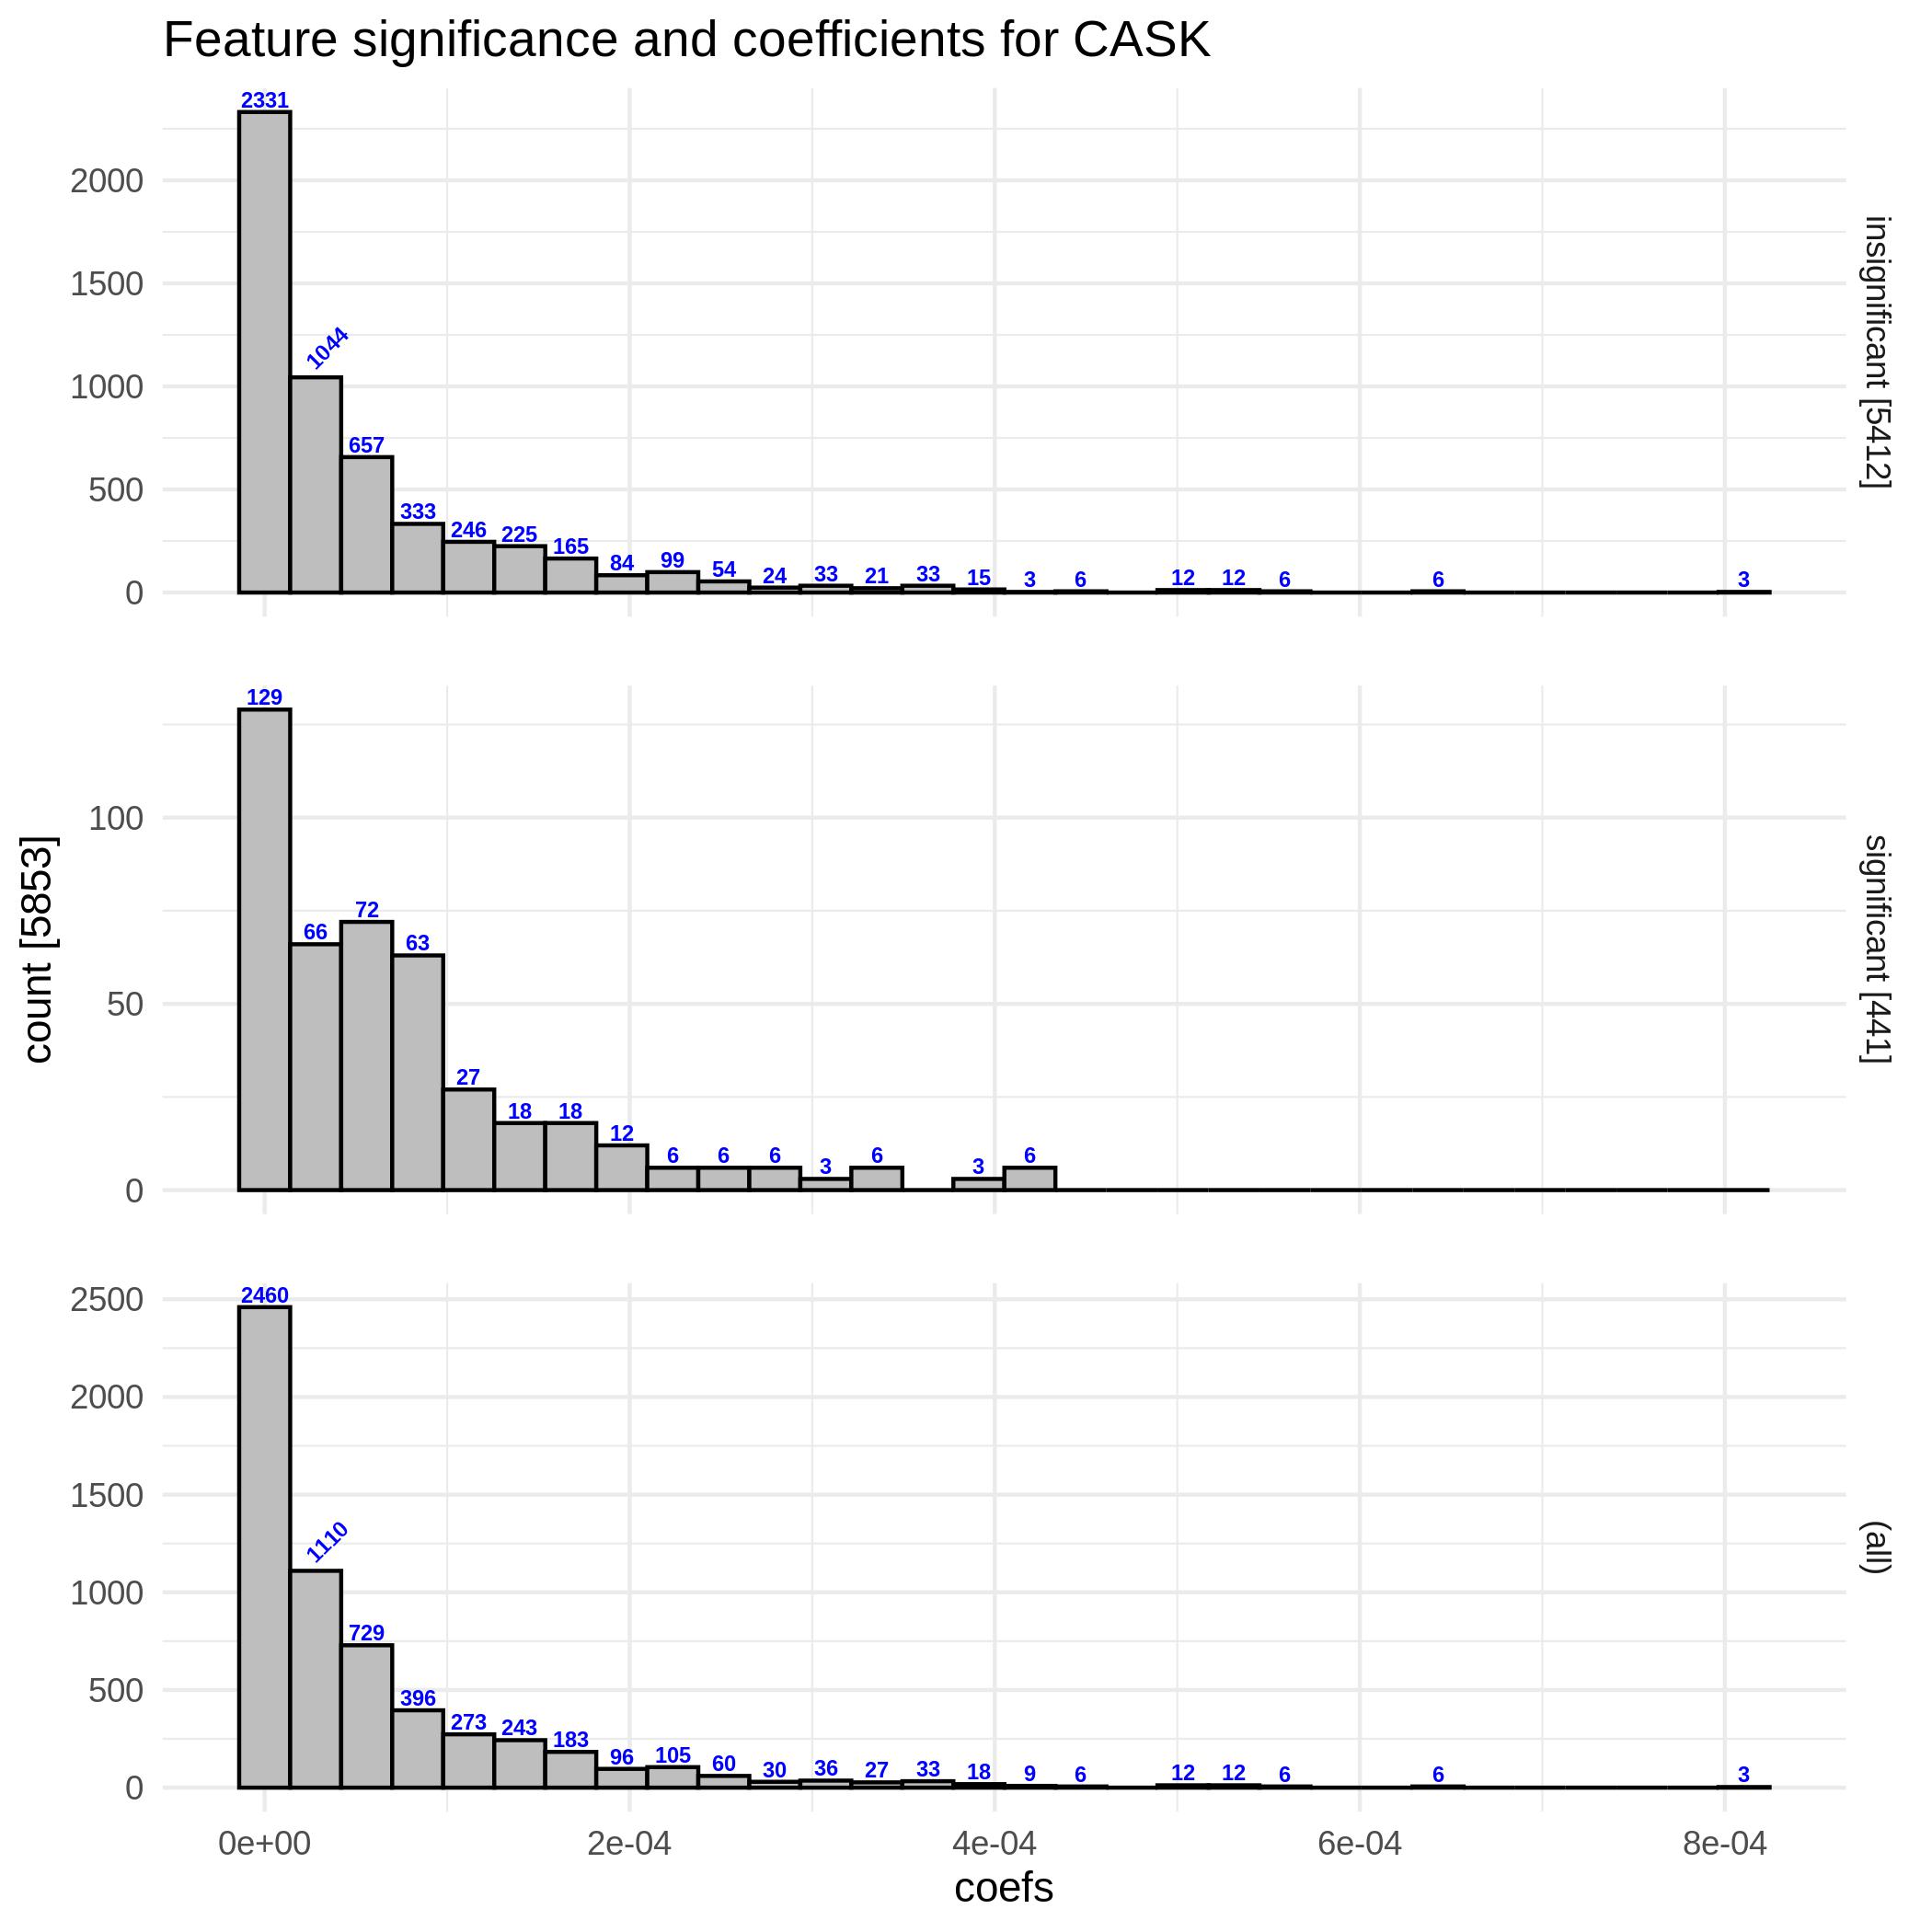 Feature significance and coefficients for CASK
2331
2000
1500
1044
1000
657
500
333 246 225 165 84 99 54 24 33 21 33 15 3 6 12 12 6 6 3
0
insignificant [5412]
count [5853]
129
100
66 72 63
50
27 18 18 12 6 6 6 3 6 3 6
0
significant [441]
2500
2460
2000
1500
1110
1000
729
500
396 273 243 183 96 105 60 30 36 27 33 18 9 6 12 12 6 6 3
0
(all)
0e+00 2e-04 4e-04 6e-04 8e-04
coefs